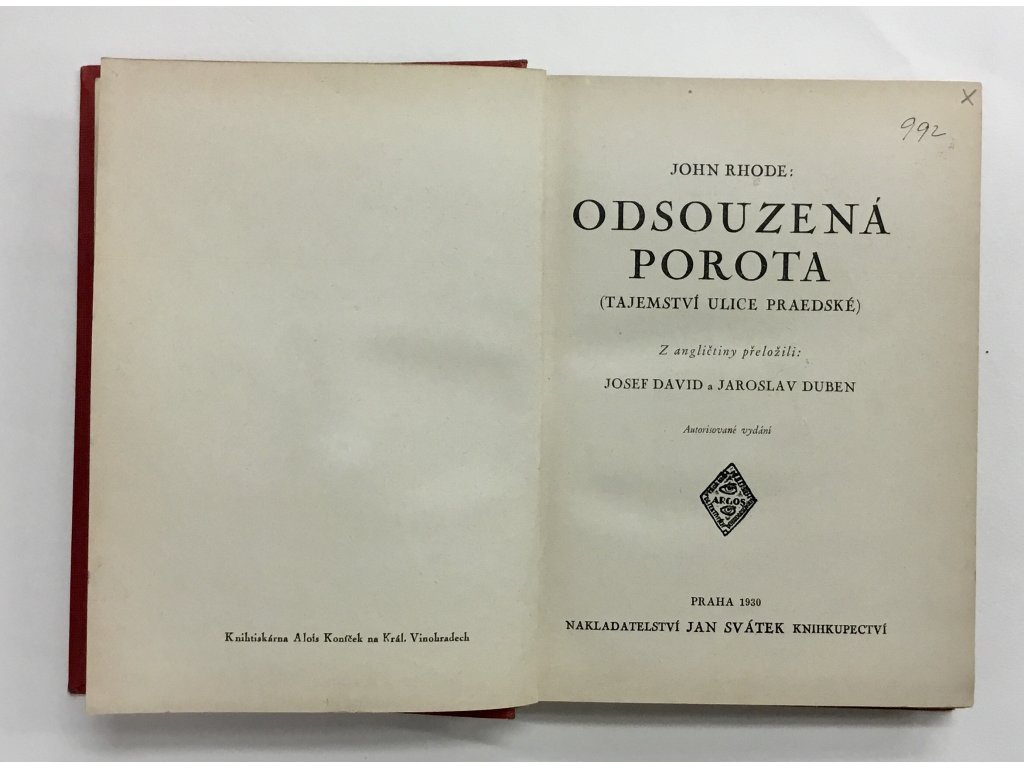 Knihtiskárna Alois Koníček na Král. Vinohradech
x
992
JOHN RHODE:
ODSOUZENÁ
POROTA
(TAJEMSTVÍ ULICE PRAEDSKÉ)
Z angličtiny přeložili:
JOSEF DAVID a JAROSLAV DUBEN
Autorisované vydání
ARGOS
PRAHA 1930
NAKLADATELSTVÍ JAN SVÁTEK KNIHKUPECTVÍ